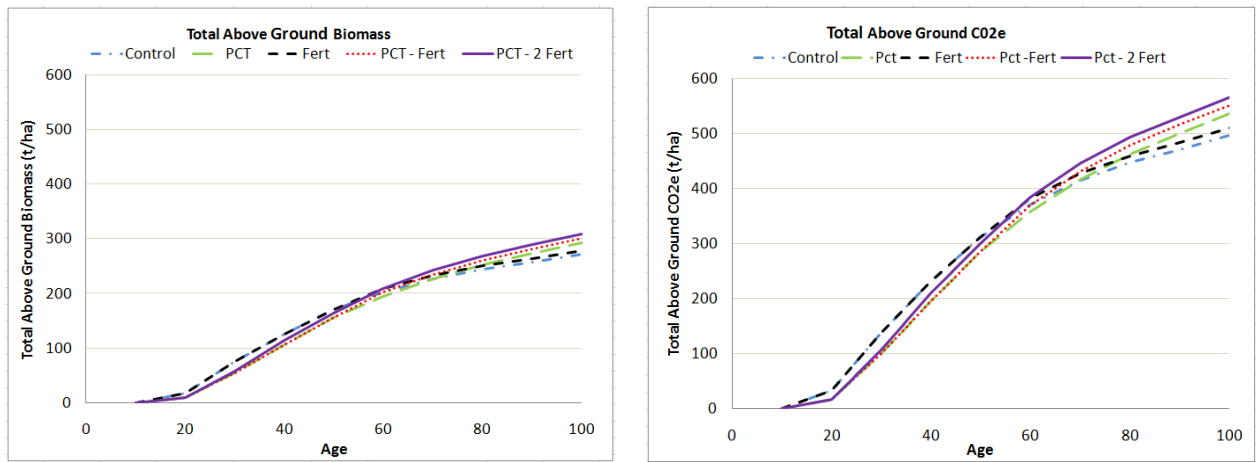 Total Above Ground Biomass
Control PCT Fert PCT - Fert PCT - 2 Fert
600
500
400
300
200
100
0
Total Above Ground Biomass (t/ha)
0 20 40 60 80 100
Age
Total Above Ground C02e
Control Pct Fert Pct -Fert Pct - 2 Fert
600
500
400
300
200
100
0
Total Above Ground CO2e (t/ha)
0 20 40 60 80 100
Age